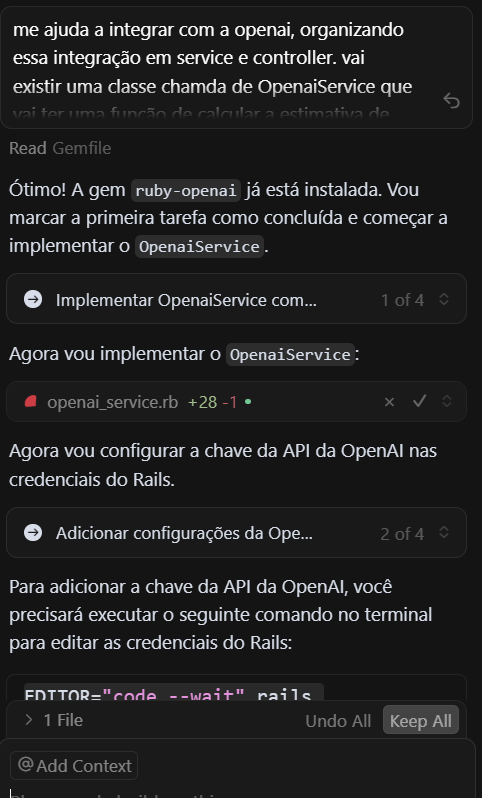 me ajuda a integrar com a openai, organizando
essa integração em service e controller. vai
existir uma classe chamda de OpenaiService que
vai ter uma função de calcular a estimativa de
Read Gemfile
Ótimo! A gem ruby-openai já está instalada. Vou
marcar a primeira tarefa como concluída e começar a
implementar o OpenaiService.
Implementar OpenaiService com... 1 of 4
Agora vou implementar o OpenaiService:
openai_service.rb +28 -1
Agora vou configurar a chave da API da OpenAI nas
credenciais do Rails.
Adicionar configurações da Ope... 2 of 4
Para adicionar a chave da API da OpenAI, você
precisará executar o seguinte comando no terminal
para editar as credenciais do Rails:
EDITOR="code --wait" rails
1 File Undo All Keep All
@ Add Context